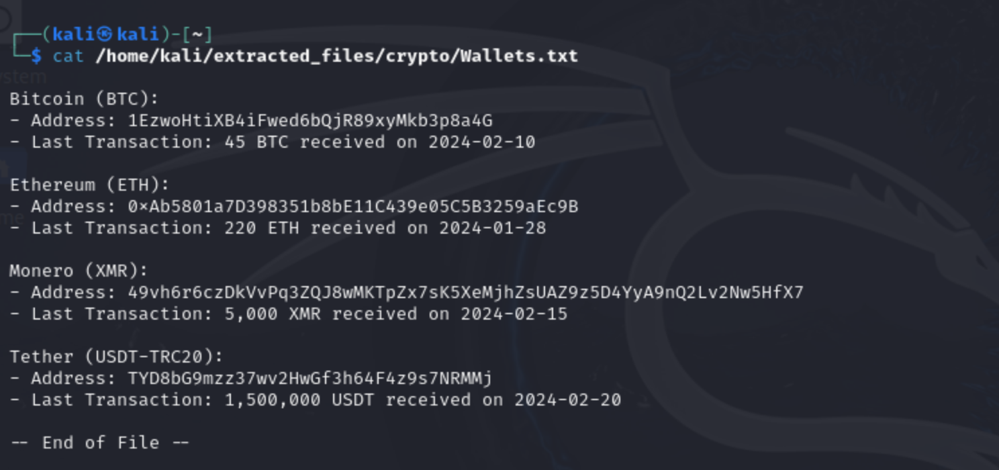 ┌──(kali㉿kali)-[~]
└─$ cat /home/kali/extracted_files/crypto/Wallets.txt
Bitcoin (BTC):
- Address: 1EzwoHtiXB4iFwed6bQjR89xyMkb3p8a4G
- Last Transaction: 45 BTC received on 2024-02-10
Ethereum (ETH):
- Address: 0×Ab5801a7D398351b8bE11C439e05C5B3259aEc9B
- Last Transaction: 220 ETH received on 2024-01-28
Monero (XMR):
- Address: 49vh6r6czDkVvPq3ZQJ8wMKTpZx7sK5XeMjhZsUAZ9z5D4YyA9nQ2Lv2Nw5HfX7
- Last Transaction: 5,000 XMR received on 2024-02-15
Tether (USDT-TRC20):
- Address: TYD8bG9mzz37wv2HwGf3h64F4z9s7NRMMj
- Last Transaction: 1,500,000 USDT received on 2024-02-20
-- End of File --